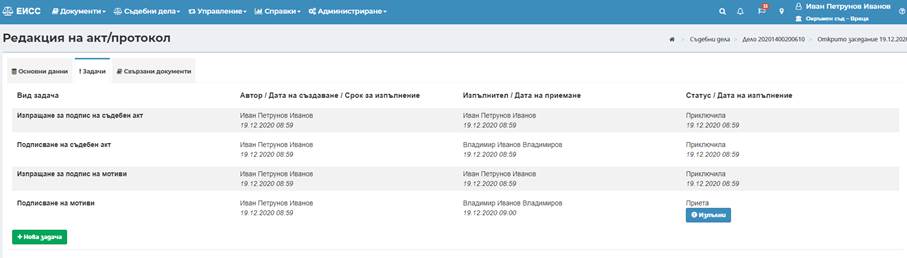 ЕИСС Документи Съдебни дела Управление Справки Администриране Иван Петрунов Иванов
Окръжен съд – Враца
Редакция на акт/протокол
Съдебни дела Дело 20201400200610 Открито заседание 19.12.202
Основни данни ! Задачи Свързани документи
Вид задача Автор / Дата на създаване / Срок за изпълнение Изпълнител / Дата на приемане Статус / Дата на изпълнение
Изпращане за подпис на съдебен акт Иван Петрунов Иванов Иван Петрунов Иванов Приключила
19.12.2020 08:59 19.12.2020 08:59 19.12.2020 08:59
Подписване на съдебен акт Иван Петрунов Иванов Владимир Иванов Владимиров Приключила
19.12.2020 08:59 19.12.2020 08:59 19.12.2020 08:59
Изпращане за подпис на мотиви Иван Петрунов Иванов Иван Петрунов Иванов Приключила
19.12.2020 08:59 19.12.2020 08:59 19.12.2020 08:59
Подписване на мотиви Иван Петрунов Иванов Владимир Иванов Владимиров Приета
19.12.2020 08:59 19.12.2020 09:00 Изпълни
+ Нова задача